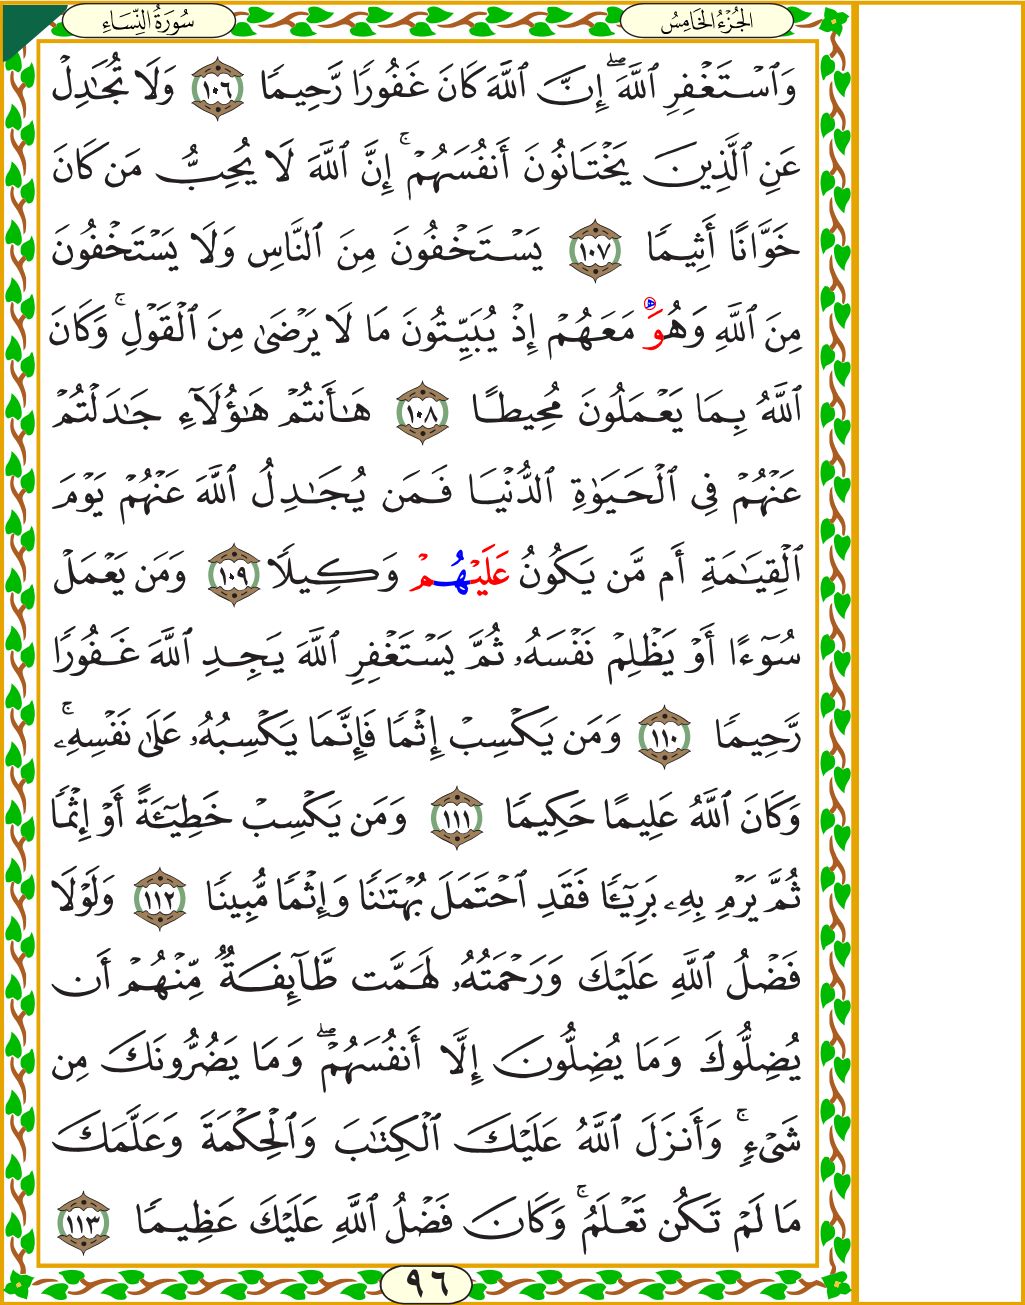 الجُزْءُ الخَامِسُ
سُورَةُ النِّسَاءِ
وَٱسْتَغْفِرِ ٱللَّهَۖ إِنَّ ٱللَّهَ كَانَ غَفُورًا رَّحِيمًا ١٠٦ وَلَا تُجَٰدِلْ
عَنِ ٱلَّذِينَ يَخْتَانُونَ أَنفُسَهُمْۚ إِنَّ ٱللَّهَ لَا يُحِبُّ مَن كَانَ
خَوَّانًا أَثِيمًا ١٠٧ يَسْتَخْفُونَ مِنَ ٱلنَّاسِ وَلَا يَسْتَخْفُونَ
مِنَ ٱللَّهِ وَهُوَ ه مَعَهُمْ إِذْ يُبَيِّتُونَ مَا لَا يَرْضَىٰ مِنَ ٱلْقَوْلِۚ وَكَانَ
ٱللَّهُ بِمَا يَعْمَلُونَ مُحِيطًا ١٠٨ هَٰٓأَنتُمْ هَٰٓؤُلَآءِ جَٰدَلْتُمْ
عَنْهُمْ فِى ٱلْحَيَوٰةِ ٱلدُّنْيَا فَمَن يُجَٰدِلُ ٱللَّهَ عَنْهُمْ يَوْمَ
ٱلْقِيَٰمَةِ أَم مَّن يَكُونُ عَلَيْهُمْ وَكِيلًا ١٠٩ وَمَن يَعْمَلْ
سُوٓءًا أَوْ يَظْلِمْ نَفْسَهُۥ ثُمَّ يَسْتَغْفِرِ ٱللَّهَ يَجِدِ ٱللَّهَ غَفُورًا
رَّحِيمًا ١١٠ وَمَن يَكْسِبْ إِثْمًا فَإِنَّمَا يَكْسِبُهُۥ عَلَىٰ نَفْسِهِۦۚ
وَكَانَ ٱللَّهُ عَلِيمًا حَكِيمًا ١١١ وَمَن يَكْسِبْ خَطِيٓـَٔةً أَوْ إِثْمًا
ثُمَّ يَرْمِ بِهِۦ بَرِيٓـًٔا فَقَدِ ٱحْتَمَلَ بُهْتَٰنًا وَإِثْمًا مُّبِينًا ١١٢ وَلَوْلَا
فَضْلُ ٱللَّهِ عَلَيْكَ وَرَحْمَتُهُۥ لَهَمَّت طَّآئِفَةٌ مِّنْهُمْ أَن
يُضِلُّوكَ وَمَا يُضِلُّونَ إِلَّآ أَنفُسَهُمْۖ وَمَا يَضُرُّونَكَ مِن
شَىْءٍۚ وَأَنزَلَ ٱللَّهُ عَلَيْكَ ٱلْكِتَٰبَ وَٱلْحِكْمَةَ وَعَلَّمَكَ
مَا لَمْ تَكُن تَعْلَمُۚ وَكَانَ فَضْلُ ٱللَّهِ عَلَيْكَ عَظِيمًا ١١٣
٩٦